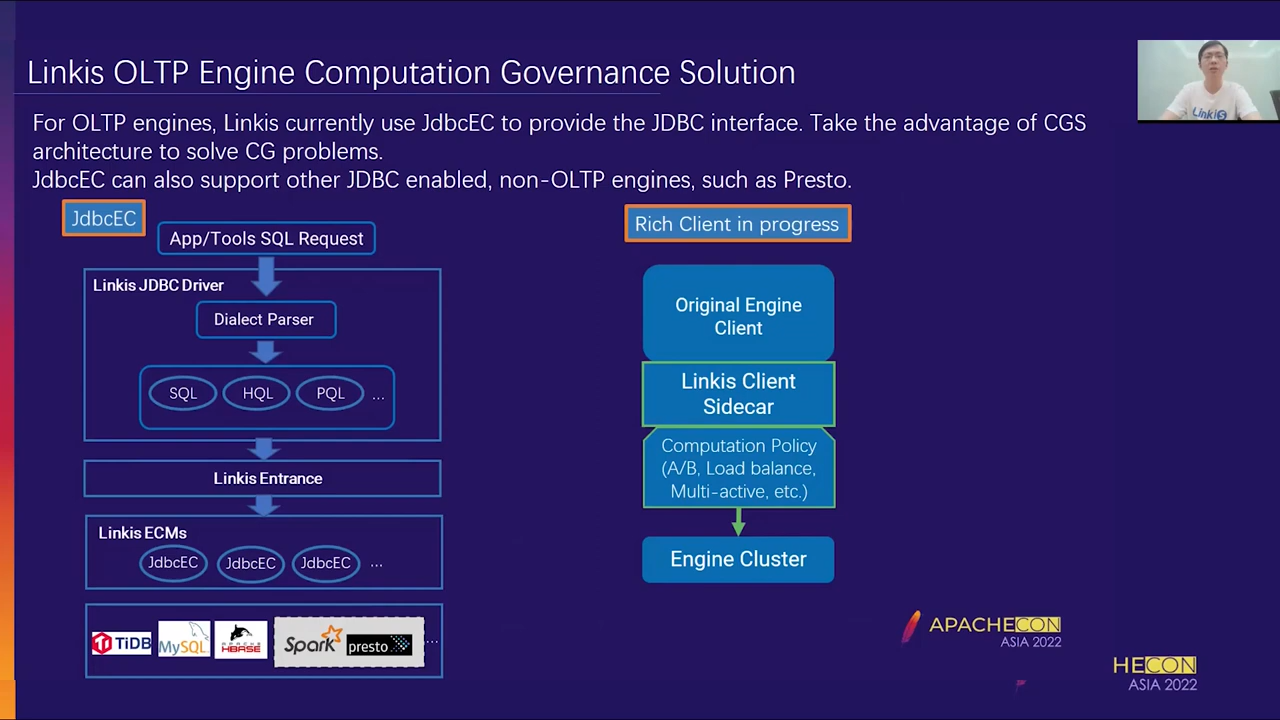 Linkis OLTP Engine Computation Governance Solution
For OLTP engines, Linkis currently use JdbcEC to provide the JDBC interface. Take the advantage of CGS
architecture to solve CG problems.
JdbcEC can also support other JDBC enabled, non-OLTP engines, such as Presto.
JdbcEC
App/Tools SQL Request
Linkis JDBC Driver
Dialect Parser
SQL HQL PQL ...
Linkis Entrance
Linkis ECMs
JdbcEC JdbcEC JdbcEC ...
TiDB MySQL APACHE HBASE Spark presto ...
Rich Client in progress
Original Engine
Client
Linkis Client
Sidecar
Computation Policy
(A/B, Load balance,
Multi-active, etc.)
Engine Cluster
APACHECON
ASIA 2022
HECON
ASIA 2022
Linkis